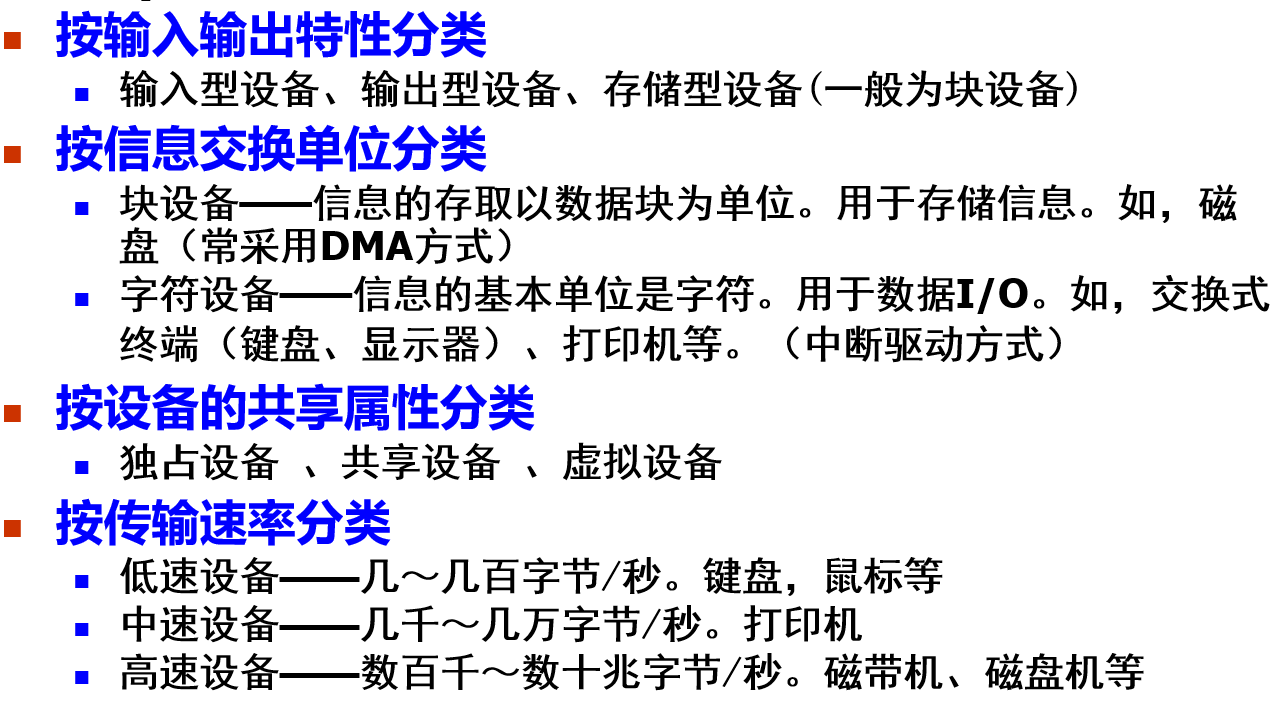 按输入输出特性分类
输入型设备、输出型设备、存储型设备(一般为块设备)
按信息交换单位分类
块设备——信息的存取以数据块为单位。用于存储信息。如，磁
盘（常采用DMA方式）
字符设备——信息的基本单位是字符。用于数据I/O。如，交换式
终端（键盘、显示器）、打印机等。（中断驱动方式）
按设备的共享属性分类
独占设备 、共享设备 、虚拟设备
按传输速率分类
低速设备——几～几百字节/秒。键盘，鼠标等
中速设备——几千～几万字节/秒。打印机
高速设备——数百千～数十兆字节/秒。磁带机、磁盘机等